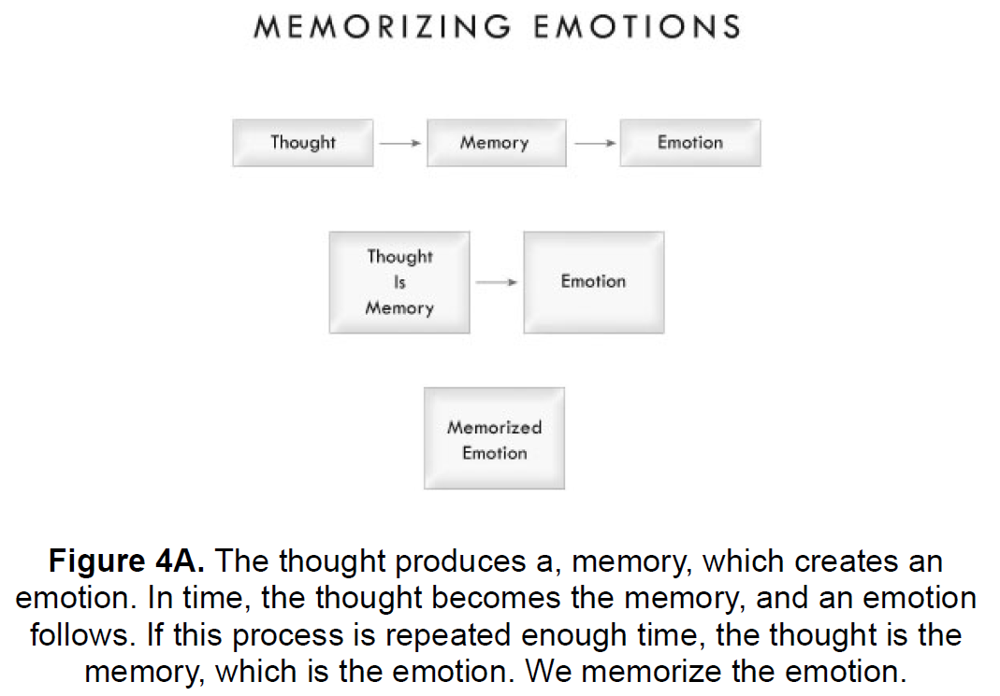 MEMORIZING EMOTIONS
Thought
Memory
Emotion
Thought
Is
Memory
Emotion
Memorized
Emotion
Figure 4A. The thought produces a, memory, which creates an
emotion. In time, the thought becomes the memory, and an emotion
follows. If this process is repeated enough time, the thought is the
memory, which is the emotion. We memorize the emotion.